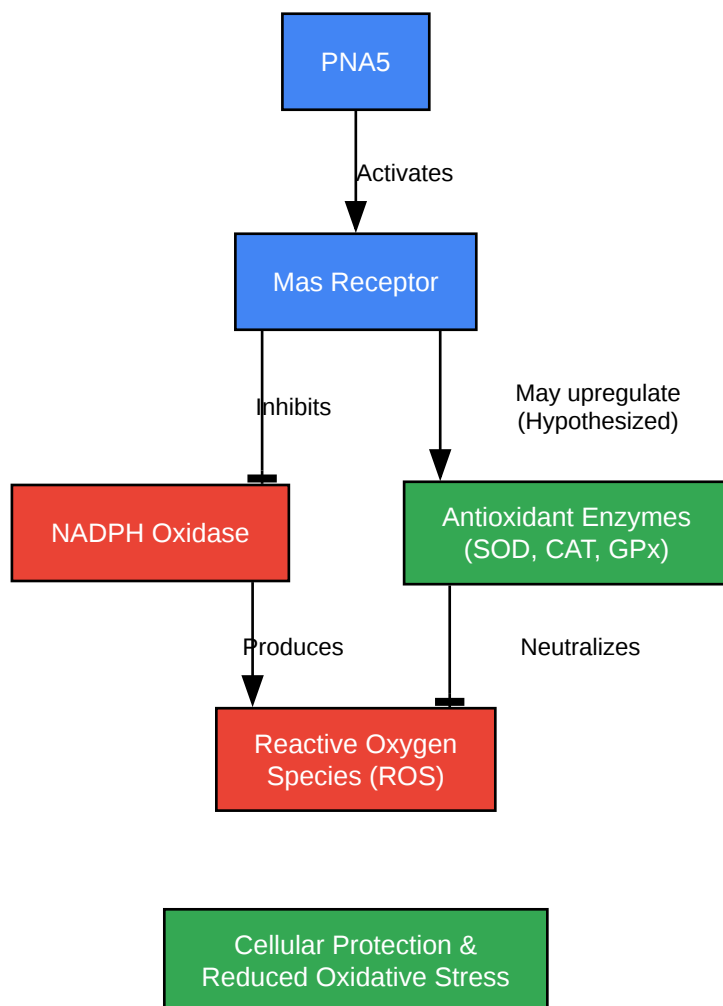 PNA5
Activates
Mas Receptor
Inhibits
May upregulate
(Hypothesized)
NADPH Oxidase
Antioxidant Enzymes
(SOD, CAT, GPx)
Produces
Neutralizes
Reactive Oxygen
Species (ROS)
Cellular Protection &
Reduced Oxidative Stress